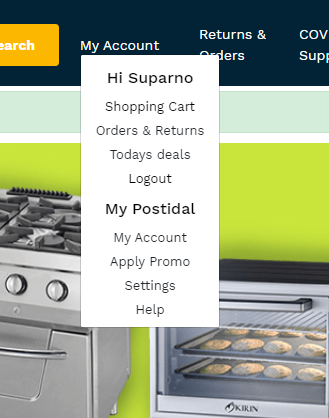 earch
My Account
Returns &
Orders
COV
Supp
Hi Suparno
Shopping Cart
Orders & Returns
Todays deals
Logout
My Postidal
My Account
Apply Promo
Settings
Help
KIRIN